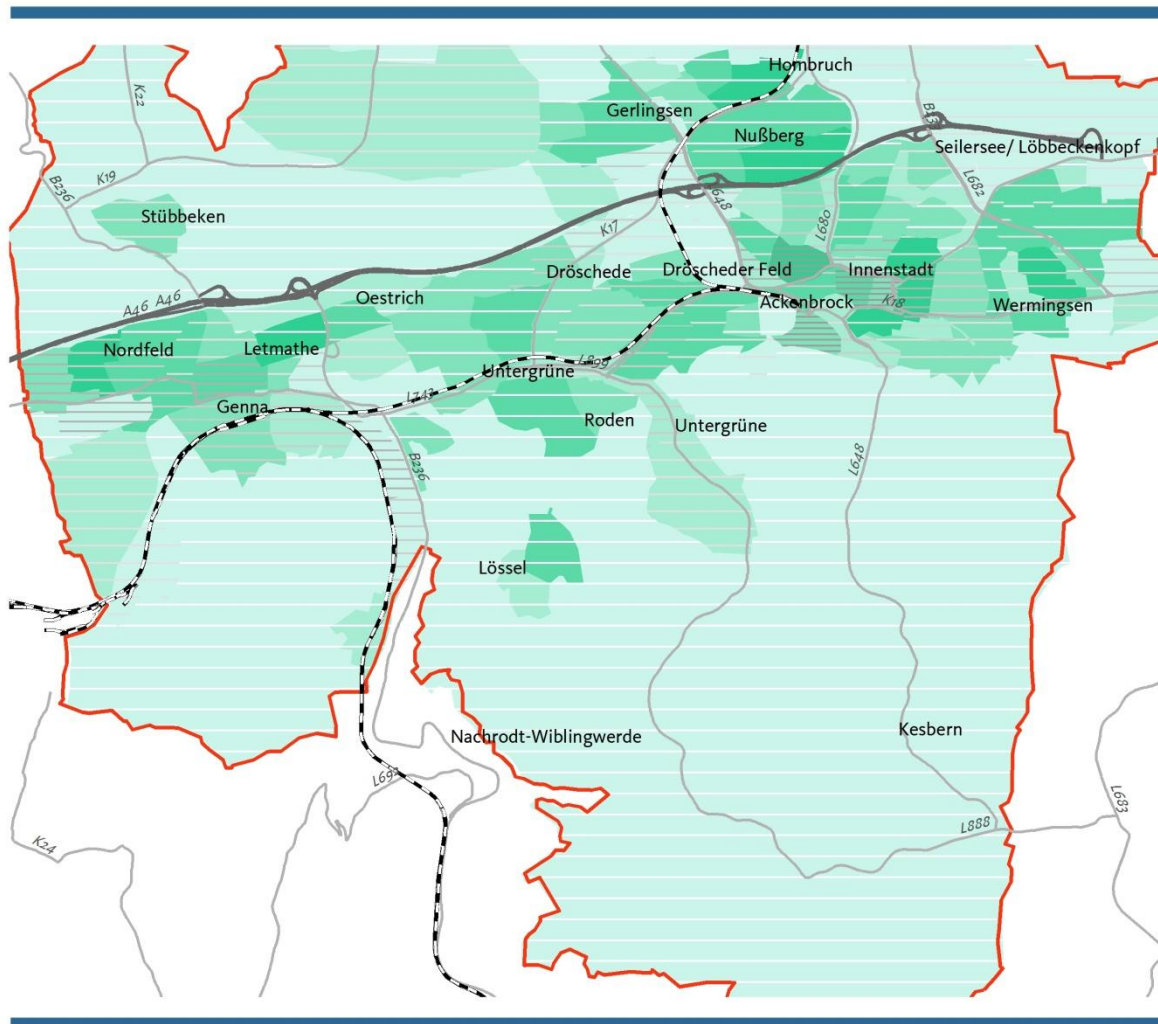 Hombruch
K22
Gerlingsen
Nußberg
Seilersee/ Löbbeckenkopf
B236
K19
L682
L648
Stübbeken
L680
K17
Dröschede
Dröscheder Feld
Innenstadt
Oestrich
Ackenbrock
K18
Wermingsen
A46 A46
Nordfeld
Letmathe
Untergrüne
L899
L743
Genna
Roden
Untergrüne
B236
L648
Lössel
Nachrodt-Wiblingwerde
Kesbern
L692
L683
L888
K24